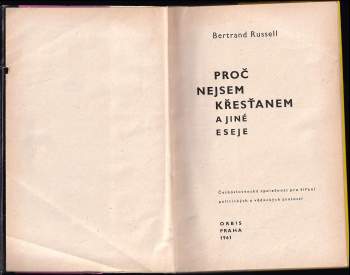 Bertrand Russell
PROČ
NEJSEM
KŘESŤANEM
A JINÉ
ESEJE
Československá společnost pro šíření
politických a vědeckých znalostí
ORBIS
PRAHA
1961